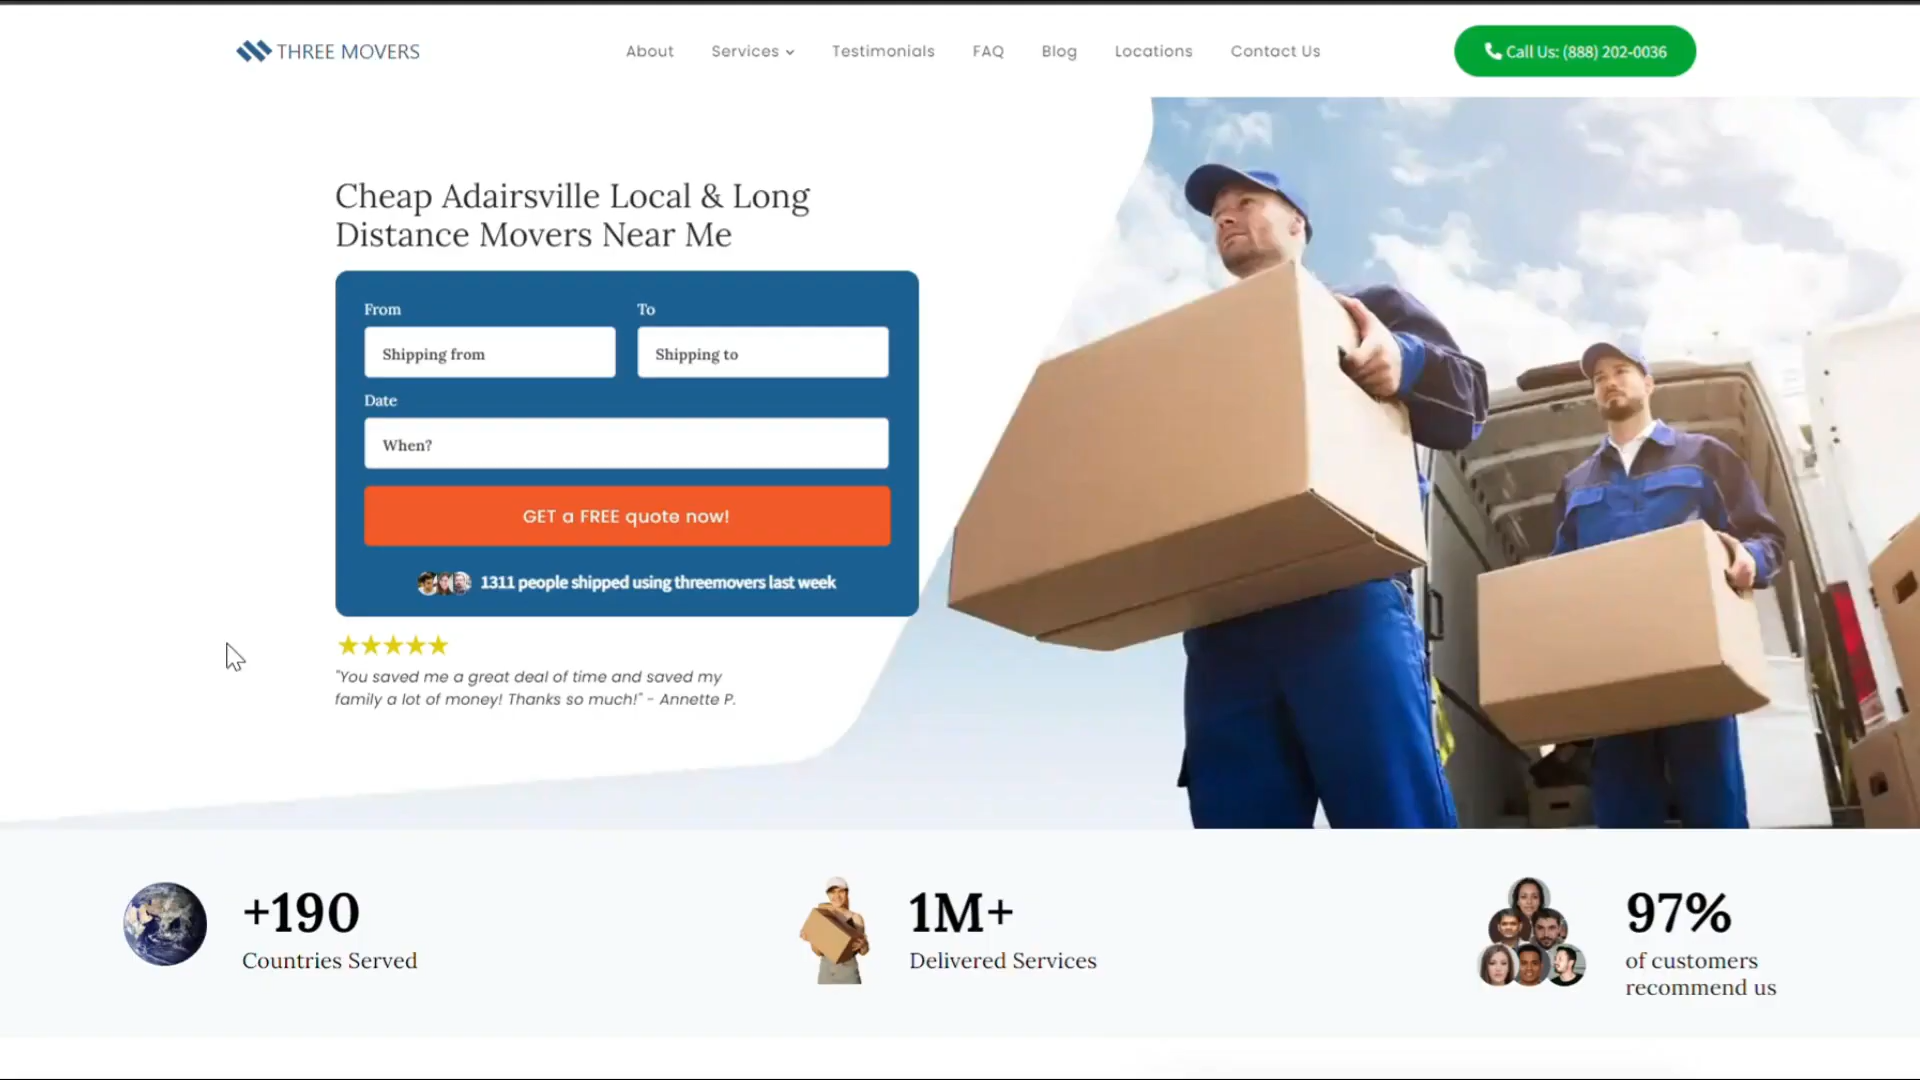 THREE MOVERS
About
Services
Testimonials
FAQ
Blog
Locations
Contact Us
Call Us: (888) 202-0036
Cheap Adairsville Local & Long
Distance Movers Near Me
From
To
Shipping from
Shipping to
Date
When?
GET a FREE quote now!
1311 people shipped using threemovers last week
"You saved me a great deal of time and saved my
family a lot of money! Thanks so much!" - Annette P.
+190
Countries Served
1M+
Delivered Services
97%
of customers
recommend us